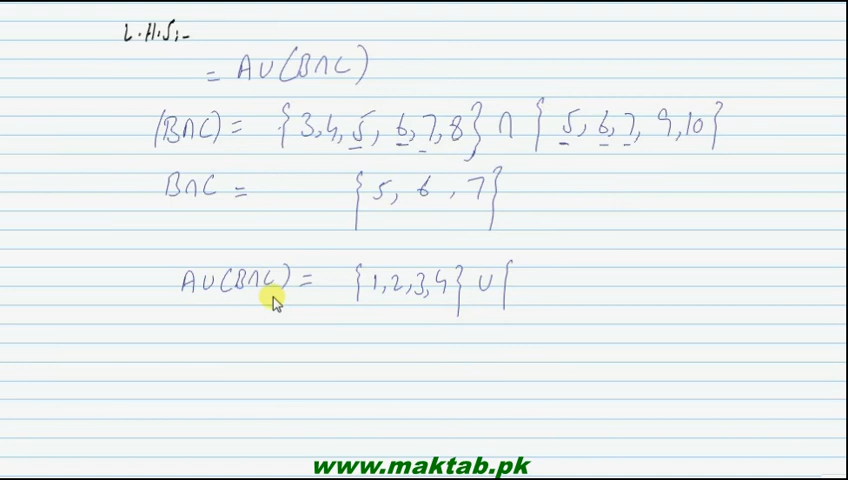 L.H.S:-
= A∪(B∩C)
(B∩C) = {3,4,5,6,7,8} ∩ {5,6,7,9,10}
B∩C = {5, 6, 7}
A∪(B∩C) = {1,2,3,4} ∪ {
www.maktab.pk